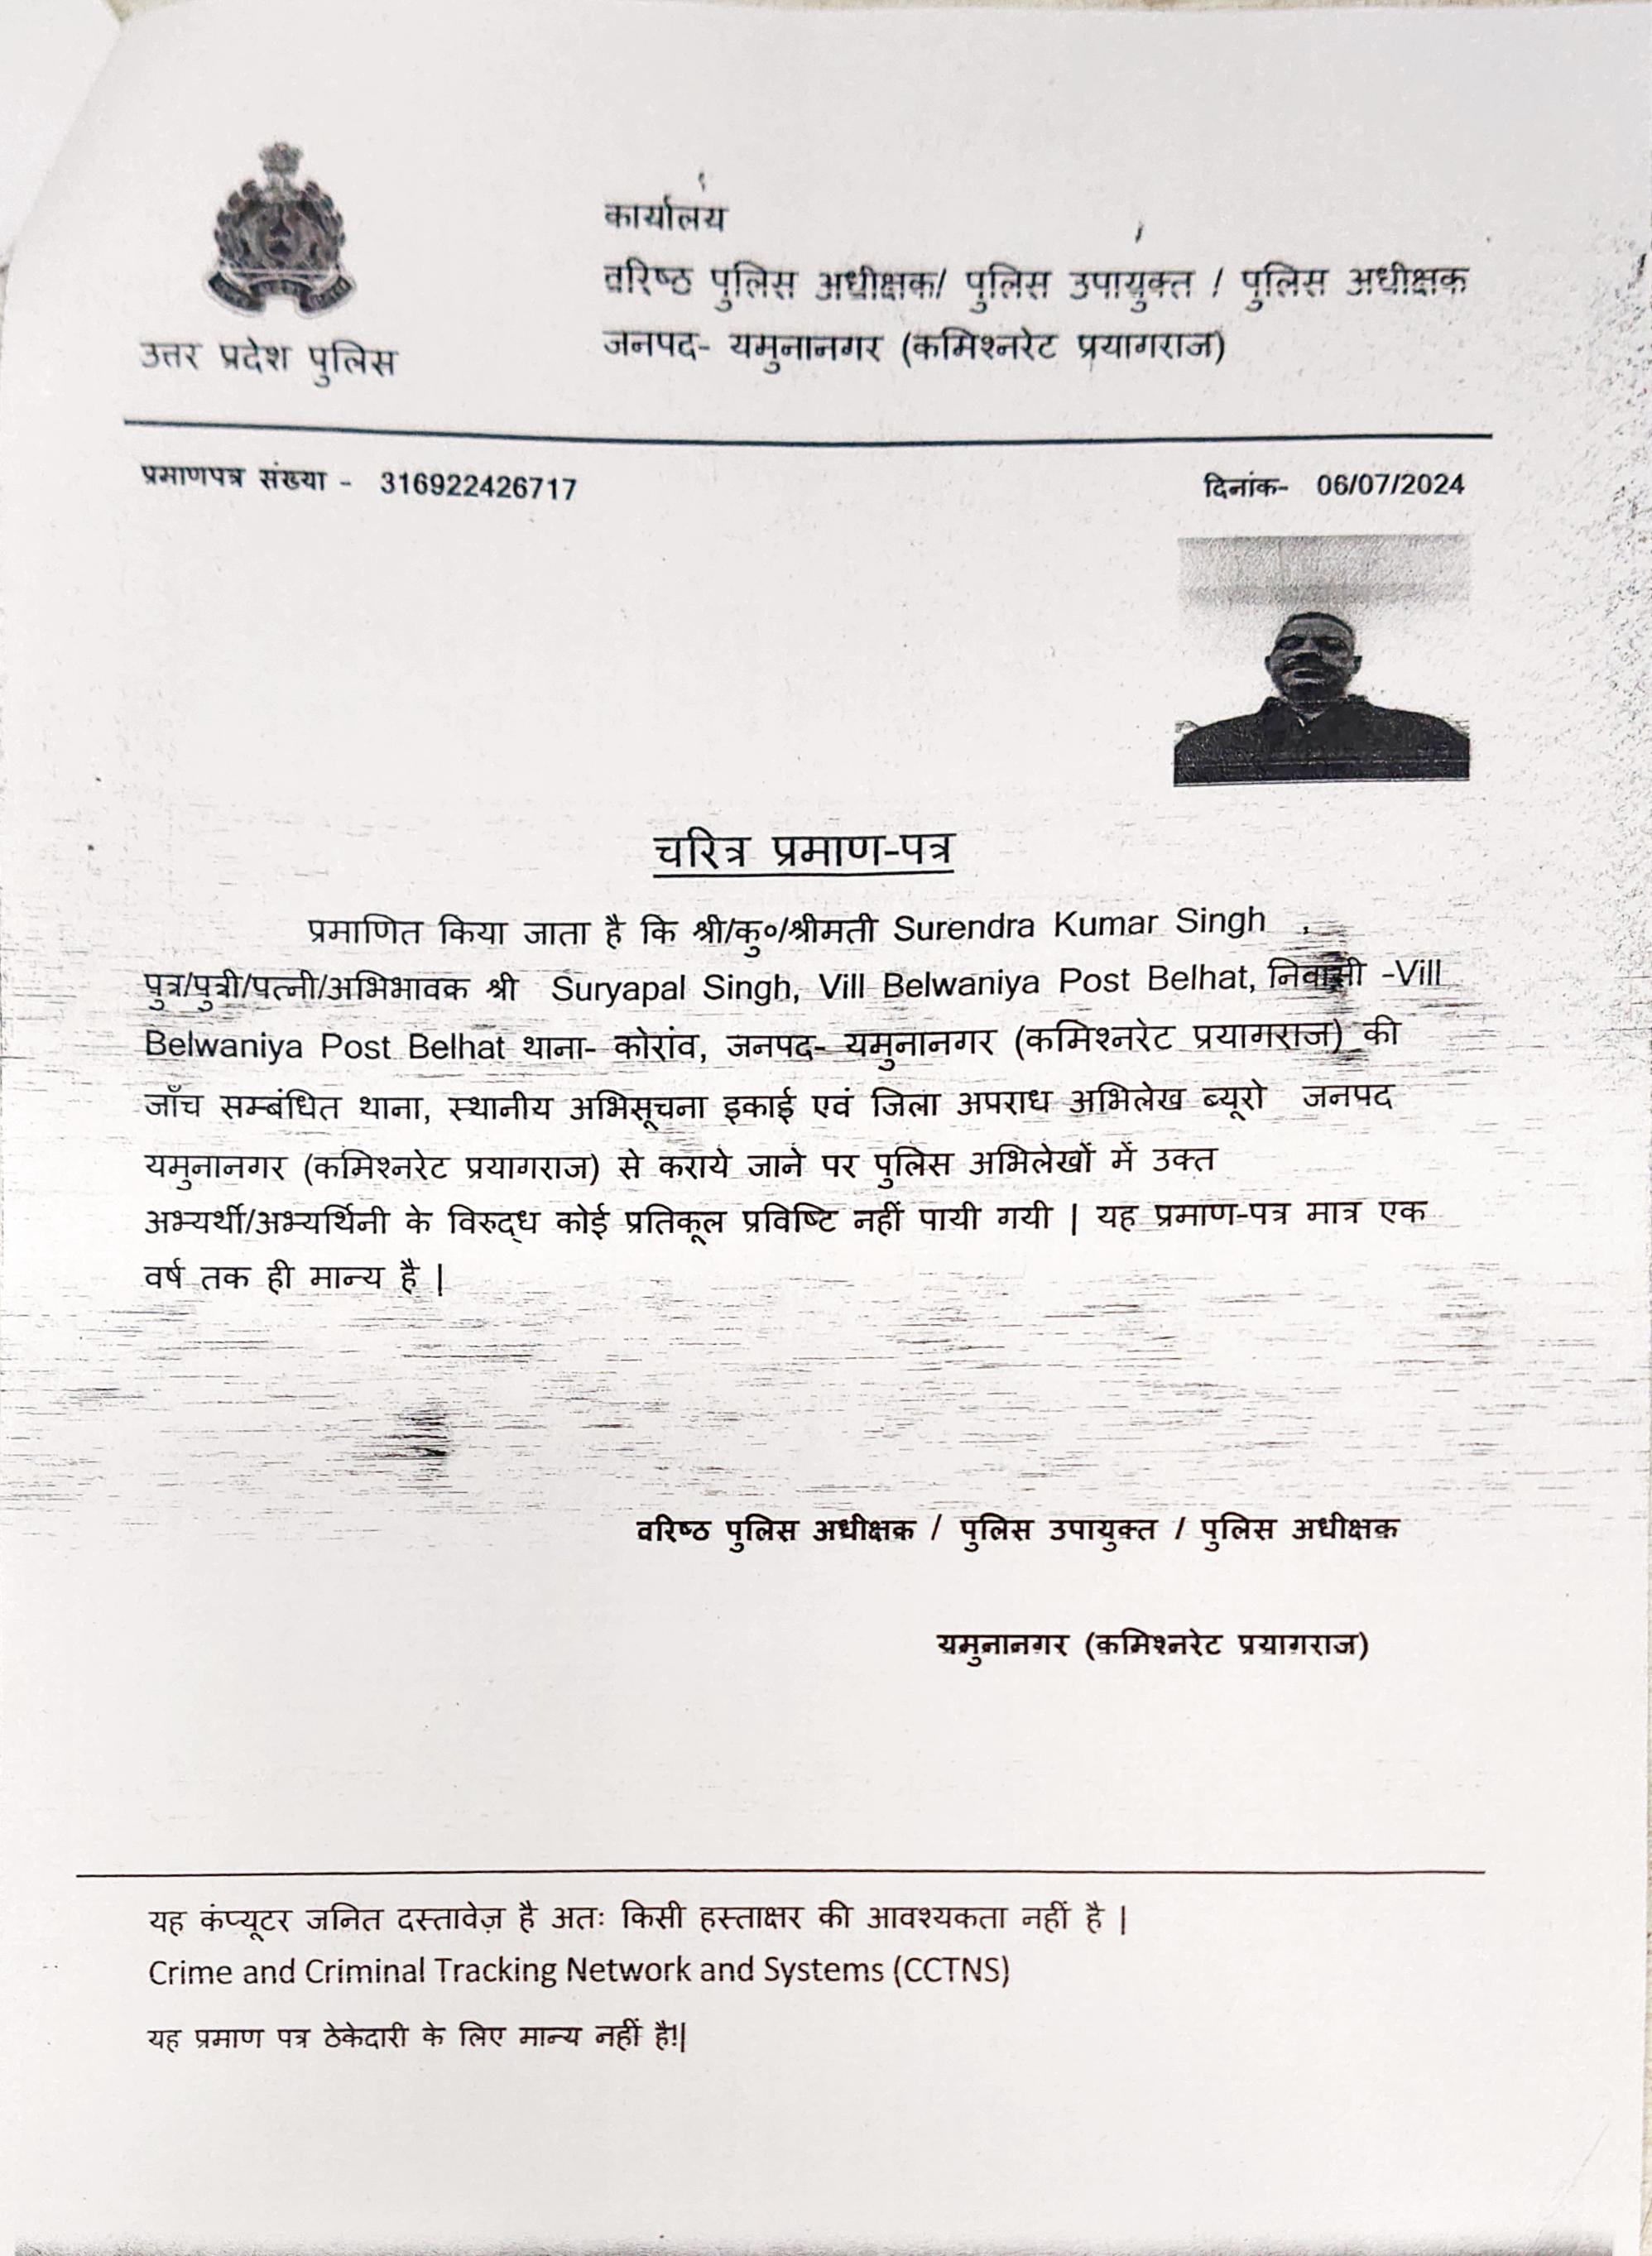 कार्यालय
वरिष्ठ पुलिस अधीक्षक/ पुलिस उपायुक्त / पुलिस अधीक्षक
जनपद- यमुनानगर (कमिश्नरेट प्रयागराज)
उत्तर प्रदेश पुलिस
प्रमाणपत्र संख्या - 316922426717
दिनांक- 06/07/2024
चरित्र प्रमाण-पत्र
प्रमाणित किया जाता है कि श्री/कु०/श्रीमती Surendra Kumar Singh ,
पुत्र/पुत्री/पत्नी/अभिभावक श्री Suryapal Singh, Vill Belwaniya Post Belhat, निवासी -Vill
Belwaniya Post Belhat थाना- कोरांव, जनपद- यमुनानगर (कमिश्नरेट प्रयागराज) की
जाँच सम्बंधित थाना, स्थानीय अभिसूचना इकाई एवं जिला अपराध अभिलेख ब्यूरो जनपद
यमुनानगर (कमिश्नरेट प्रयागराज) से कराये जाने पर पुलिस अभिलेखों में उक्त
अभ्यर्थी/अभ्यर्थिनी के विरुद्ध कोई प्रतिकूल प्रविष्टि नहीं पायी गयी | यह प्रमाण-पत्र मात्र एक
वर्ष तक ही मान्य है |
वरिष्ठ पुलिस अधीक्षक / पुलिस उपायुक्त / पुलिस अधीक्षक
यमुनानगर (कमिश्नरेट प्रयागराज)
यह कंप्यूटर जनित दस्तावेज़ है अतः किसी हस्ताक्षर की आवश्यकता नहीं है |
Crime and Criminal Tracking Network and Systems (CCTNS)
यह प्रमाण पत्र ठेकेदारी के लिए मान्य नहीं है!|